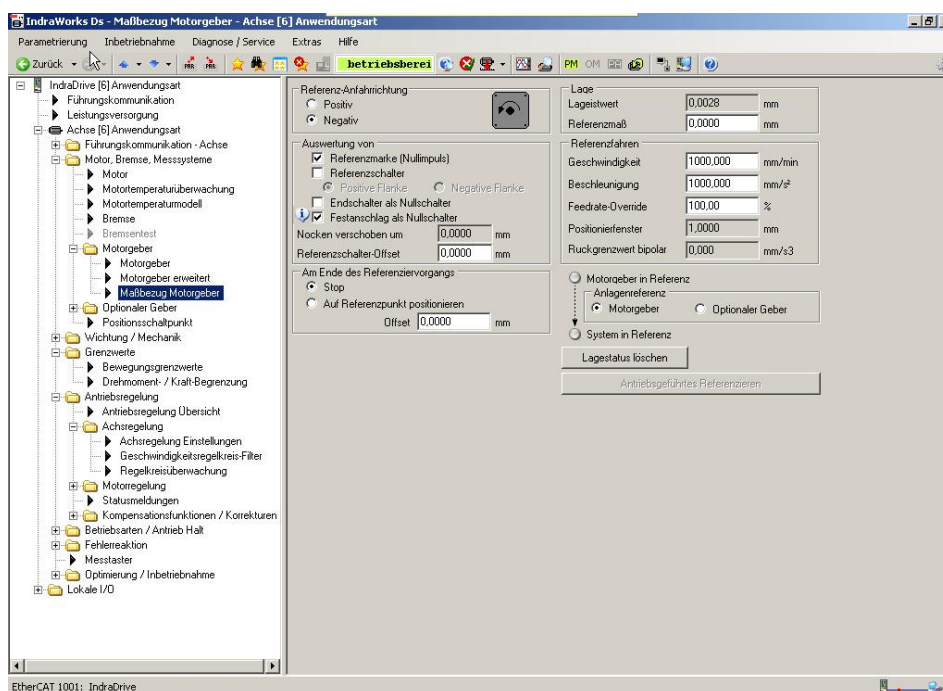 IndraWorks Ds - Maßbezug Motorgeber - Achse [6] Anwendungsart
Parametrierung Inbetriebnahme Diagnose / Service Extras Hilfe
Zurück betriebsberei PM OM
IndraDrive [6] Anwendungsart
Führungskommunikation
Leistungsversorgung
Achse [6] Anwendungsart
Führungskommunikation - Achse
Motor, Bremse, Messsysteme
Motor
Motortemperaturüberwachung
Motortemperaturmodell
Bremse
Bremsentest
Motorgeber
Motorgeber
Motorgeber erweitert
Maßbezug Motorgeber
Optionaler Geber
Positionsschaltpunkt
Wichtung / Mechanik
Grenzwerte
Bewegungsgrenzwerte
Drehmoment- / Kraft-Begrenzung
Antriebsregelung
Antriebsregelung Übersicht
Achsregelung
Achsregelung Einstellungen
Geschwindigkeitsregelkreis-Filter
Regelkreisüberwachung
Motorregelung
Statusmeldungen
Kompensationsfunktionen / Korrekturen
Betriebsarten / Antrieb Halt
Fehlerreaktion
Messtaster
Optimierung / Inbetriebnahme
Lokale I/O
Referenz-Anfahrrichtung
Positiv
Negativ
Auswertung von
Referenzmarke (Nullimpuls)
Referenzschalter
Positive Flanke Negative Flanke
Endschalter als Nullschalter
Festanschlag als Nullschalter
Nocken verschoben um 0,0000 mm
Referenzschalter-Offset 0,0000 mm
Am Ende des Referenziervorgangs
Stop
Auf Referenzpunkt positionieren
Offset 0,0000 mm
Lage
Lageistwert 0,0028 mm
Referenzmaß 0,0000 mm
Referenzfahren
Geschwindigkeit 1000,000 mm/min
Beschleunigung 1000,000 mm/s²
Feedrate-Override 100,00 %
Positionierfenster 1,0000 mm
Ruckgrenzwert bipolar 0,000 mm/s3
Motorgeber in Referenz
Anlagenreferenz
Motorgeber Optionaler Geber
System in Referenz
Lagestatus löschen
Antriebsgeführtes Referenzieren
EtherCAT 1001: IndraDrive